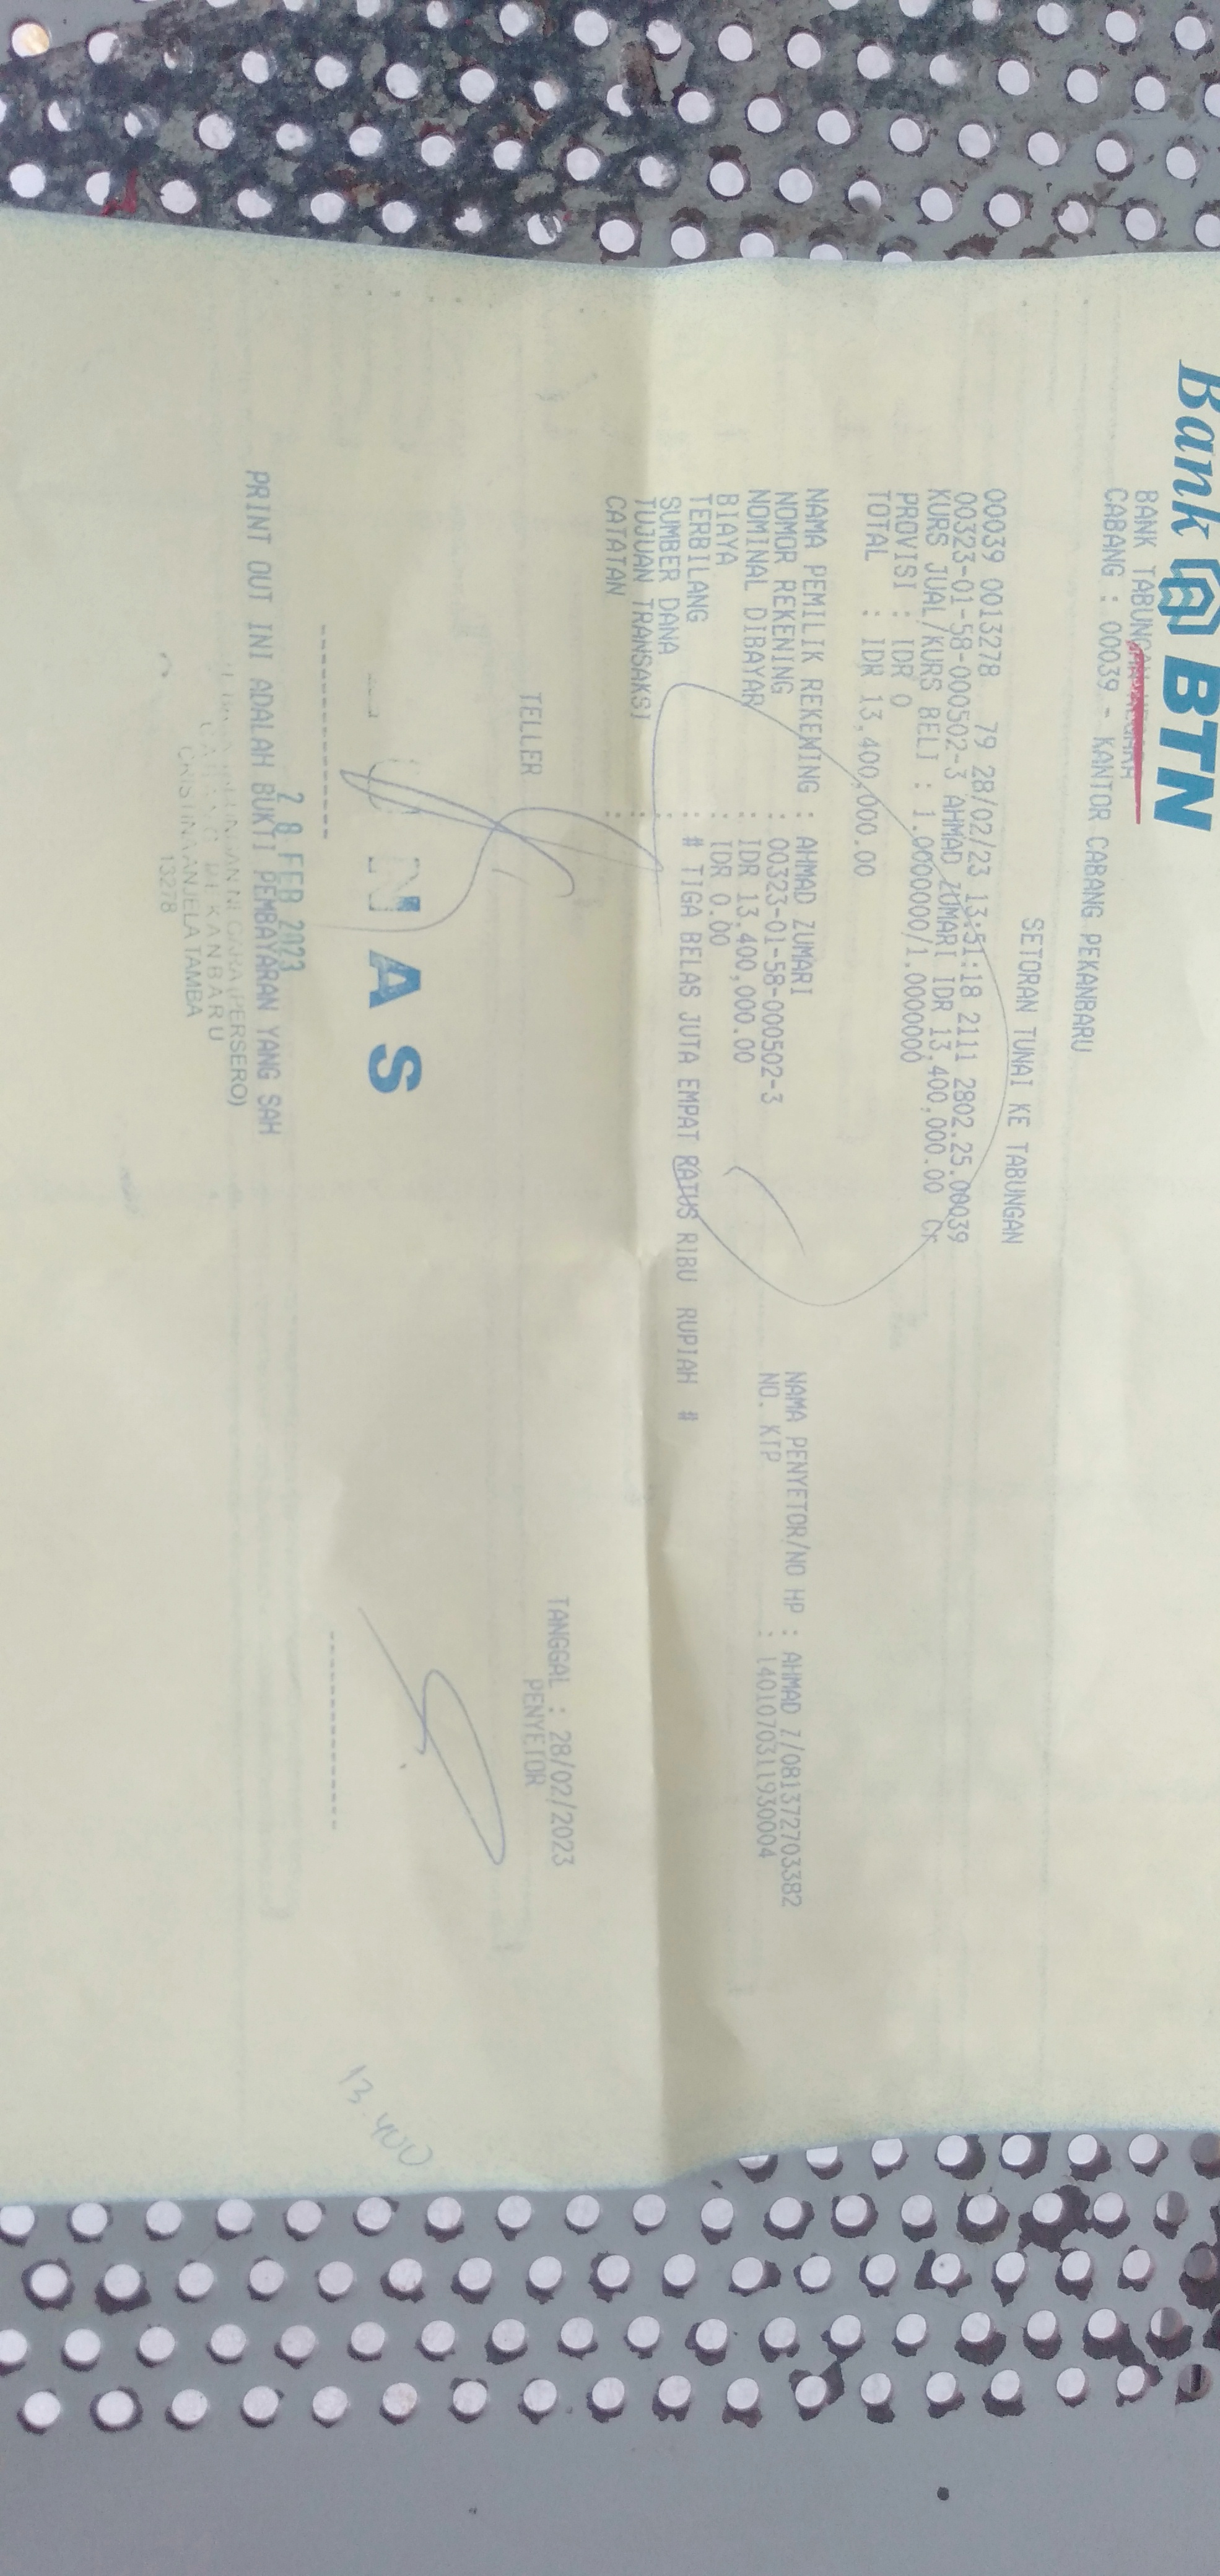 Bank BTN
BANK TABUNGAN NEGARA
CABANG : 00039 - KANTOR CABANG PEKANBARU
SETORAN TUNAI KE TABUNGAN
00039 0013278 79 28/02/23 13:51:18 2111 2802.25.00039
00323-01-58-000502-3 AHMAD ZUMARI IDR 13,400,000.00 Cr
KURS JUAL/KURS BELI : 1.0000000/1.0000000
PROVISI : IDR 0
TOTAL : IDR 13,400,000.00
NAMA PEMILIK REKENING : AHMAD ZUMARI NAMA PENYETOR/NO HP : AHMAD Z/081372703382
NOMOR REKENING : 00323-01-58-000502-3 NO. KTP : 1401070311930004
NOMINAL DIBAYAR : IDR 13,400,000.00
BIAYA : IDR 0.00
TERBILANG : # TIGA BELAS JUTA EMPAT RATUS RIBU RUPIAH #
SUMBER DANA :
TUJUAN TRANSAKSI :
CATATAN :
TANGGAL : 28/02/2023
TELLER PENYETOR
N A S
13.400
28 FEB 2023
PRINT OUT INI ADALAH BUKTI PEMBAYARAN YANG SAH
(PERSERO)
PEKANBARU
TAMBA
13278